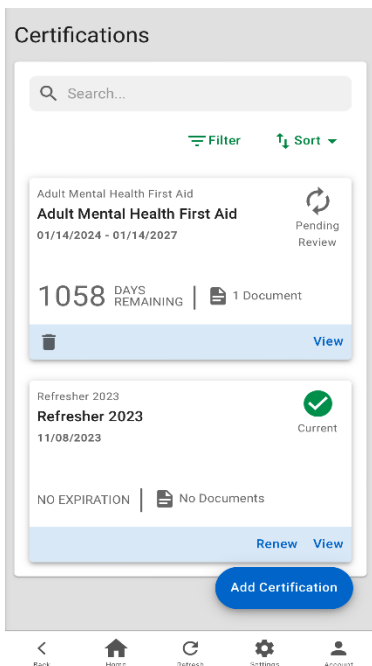 Certifications
Search...
Filter Sort
Adult Mental Health First Aid
Adult Mental Health First Aid
01/14/2024 - 01/14/2027
Pending
Review
1058 DAYS REMAINING 1 Document
View
Refresher 2023
Refresher 2023
11/08/2023
Current
NO EXPIRATION No Documents
Renew View
Add Certification
Back Home Refresh Settings Account